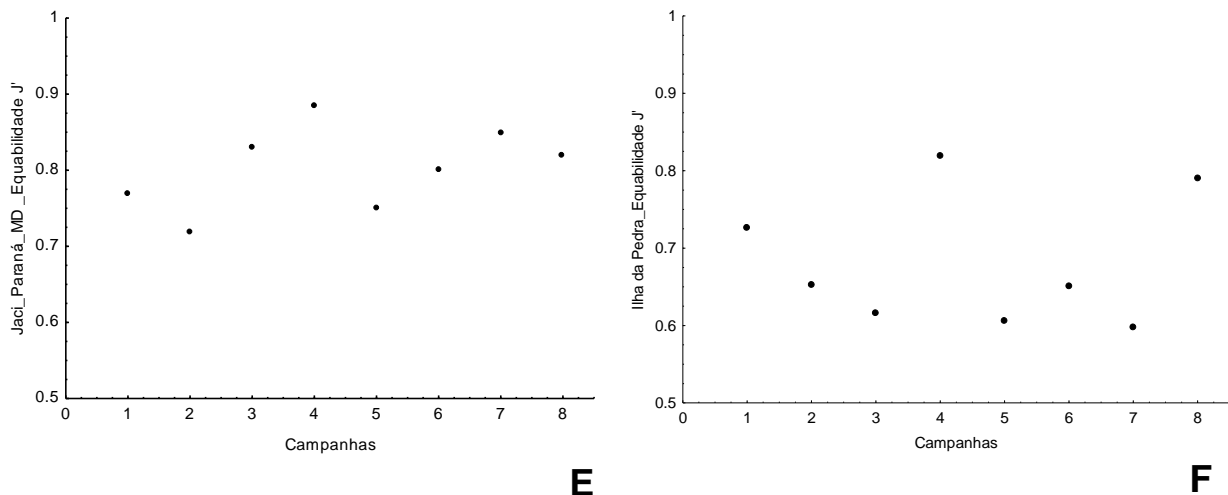 1
0.9
0.8
0.7
0.6
0.5
0 1 2 3 4 5 6 7 8
Jaci_Paraná_MD _Equabilidade J'
Campanhas
E
1
0.9
0.8
0.7
0.6
0.5
0 1 2 3 4 5 6 7 8
Ilha da Pedra_Equabilidade J'
Campanhas
F